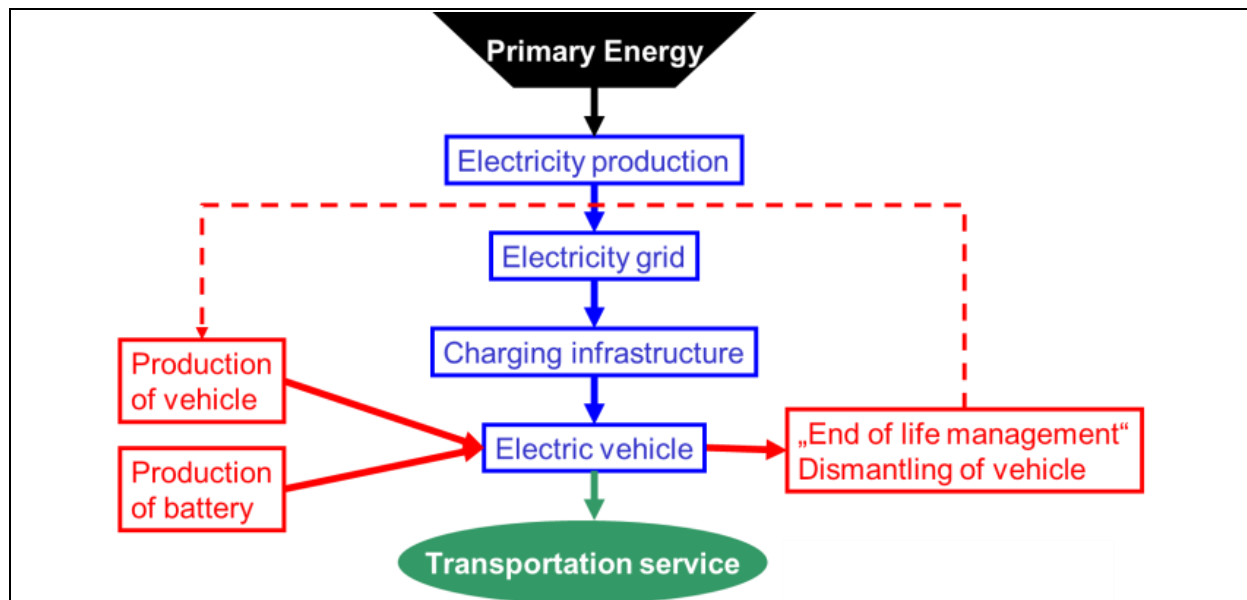 Primary Energy
Electricity production
Electricity grid
Charging infrastructure
Production
of vehicle
Electric vehicle
„End of life management“
Dismantling of vehicle
Production
of battery
Transportation service